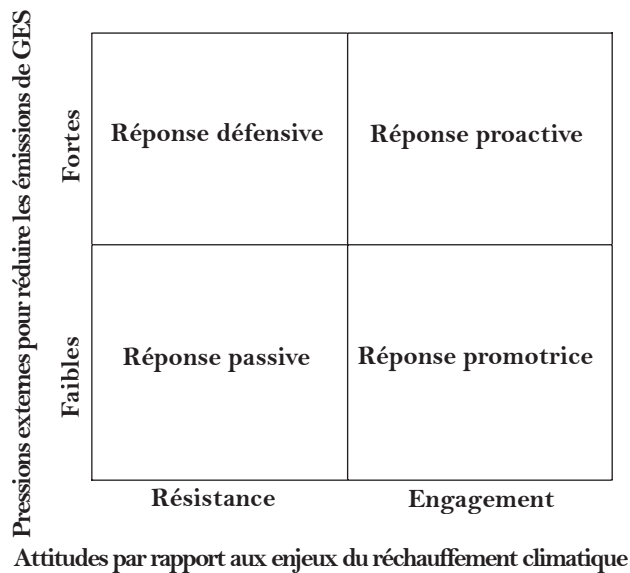 Pressions externes pour réduire les émissions de GES
Fortes
Réponse défensive
Réponse proactive
Faibles
Réponse passive
Réponse promotrice
Résistance
Engagement
Attitudes par rapport aux enjeux du réchauffement climatique